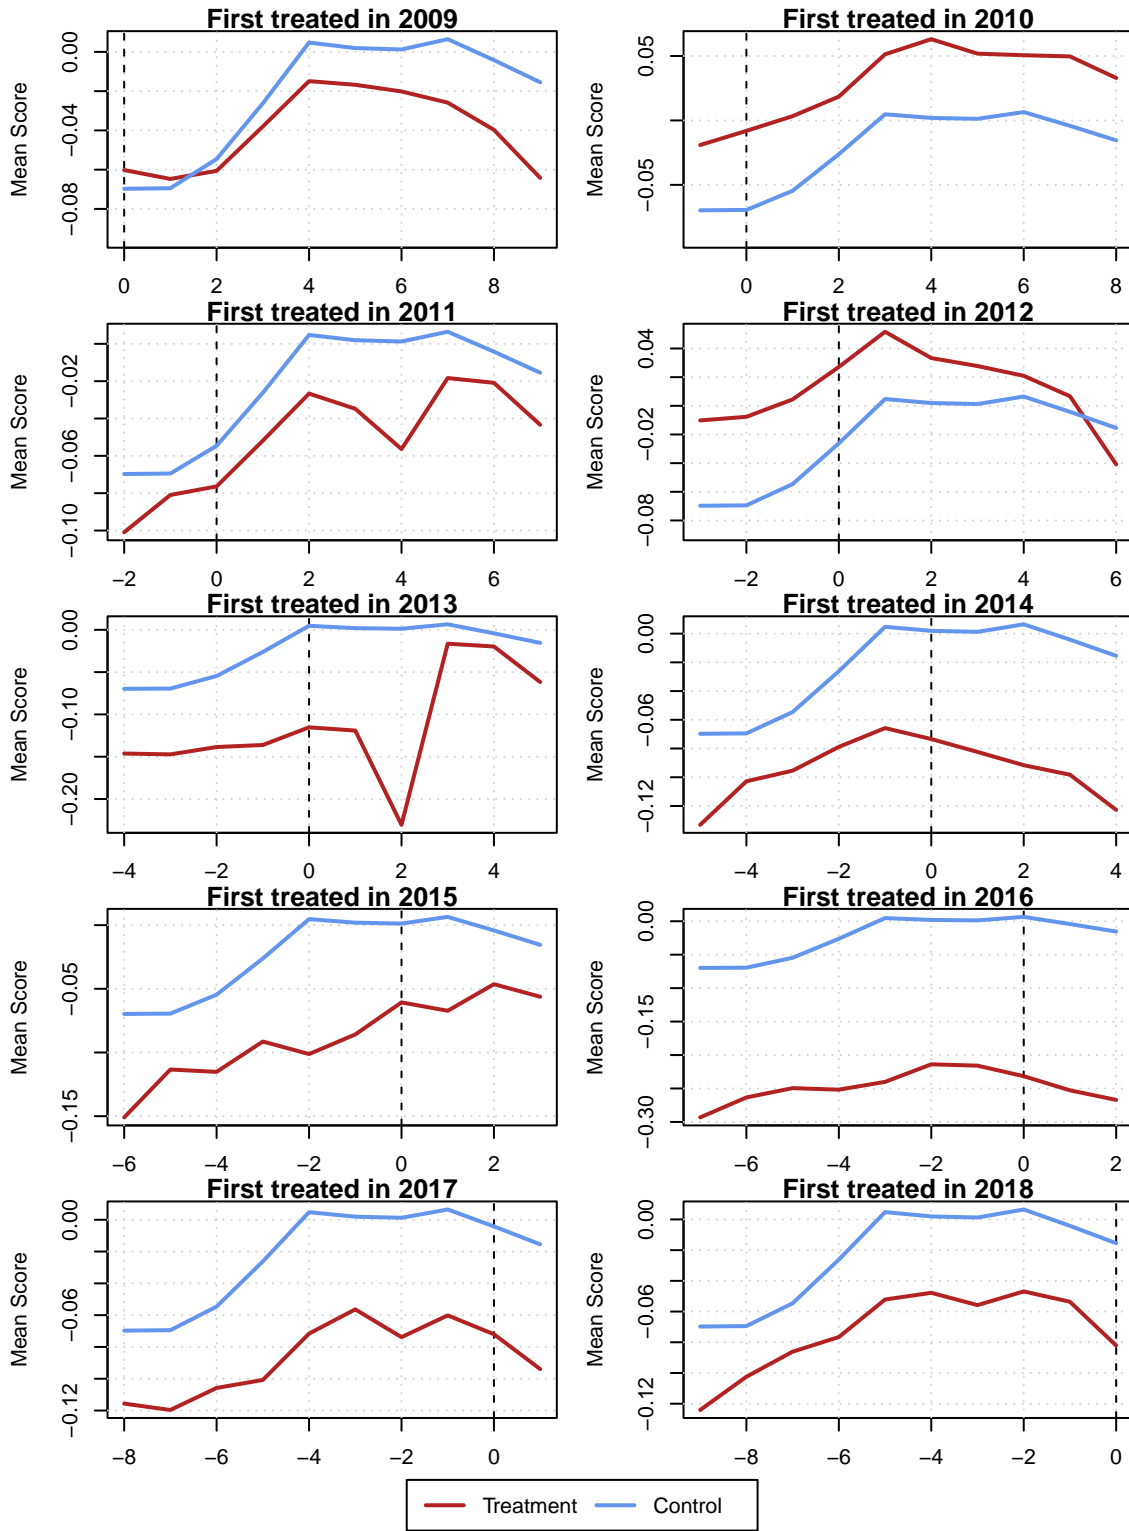 First treated in 2009
Mean Score
0.00
−0.04
−0.08
0 2 4 6 8
First treated in 2010
Mean Score
0.05
−0.05
0 2 4 6 8
First treated in 2011
Mean Score
−0.02
−0.06
−0.10
−2 0 2 4 6
First treated in 2012
Mean Score
0.04
−0.02
−0.08
−2 0 2 4 6
First treated in 2013
Mean Score
0.00
−0.10
−0.20
−4 −2 0 2 4
First treated in 2014
Mean Score
0.00
−0.06
−0.12
−4 −2 0 2 4
First treated in 2015
Mean Score
−0.05
−0.15
−6 −4 −2 0 2
First treated in 2016
Mean Score
0.00
−0.15
−0.30
−6 −4 −2 0 2
First treated in 2017
Mean Score
0.00
−0.06
−0.12
−8 −6 −4 −2 0
First treated in 2018
Mean Score
0.00
−0.06
−0.12
−8 −6 −4 −2 0
Treatment Control